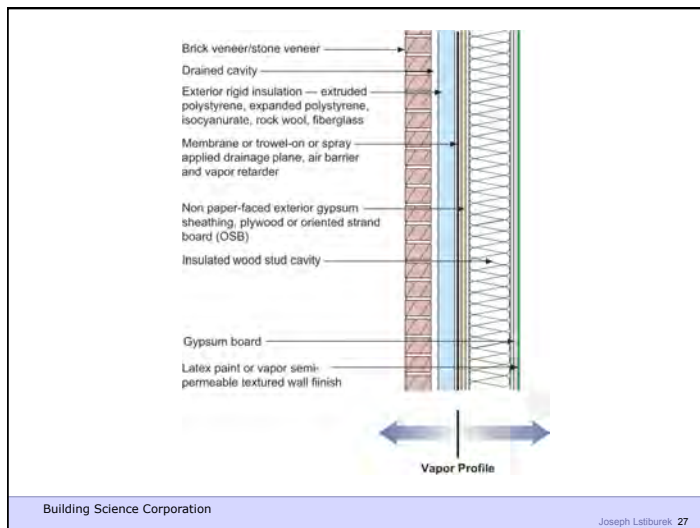 Brick veneer/stone veneer
Drained cavity
Exterior rigid insulation — extruded
polystyrene, expanded polystyrene,
isocyanurate, rock wool, fiberglass
Membrane or trowel-on or spray
applied drainage plane, air barrier
and vapor retarder
Non paper-faced exterior gypsum
sheathing, plywood or oriented strand
board (OSB)
Insulated wood stud cavity
Gypsum board
Latex paint or vapor semi-
permeable textured wall fiinish
Vapor Profile
Building Science Corporation
Joseph Lstiburek 27